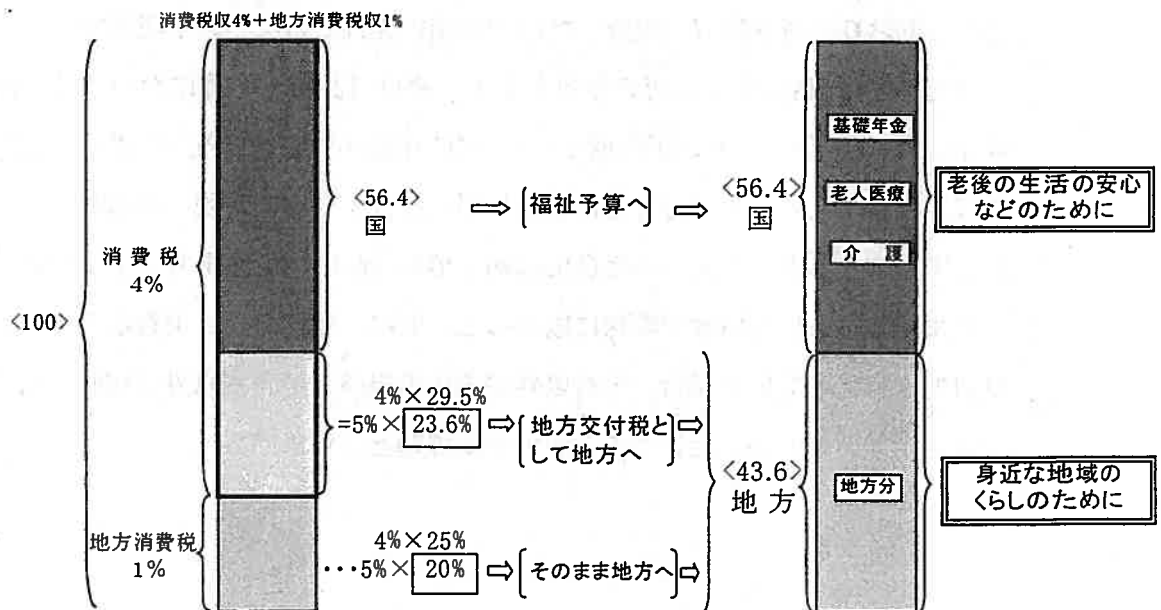 消費税収4%+地方消費税収1%
<100>
消費税
4%
地方消費税
1%
<56.4>
国
福祉予算へ
<56.4>
国
基礎年金
老人医療
介護
老後の生活の安心
などのために
4%×29.5%
=5%×23.6%
地方交付税と
して地方へ
4%×25%
…5%×20%
そのまま地方へ
<43.6>
地方
地方分
身近な地域の
くらしのために